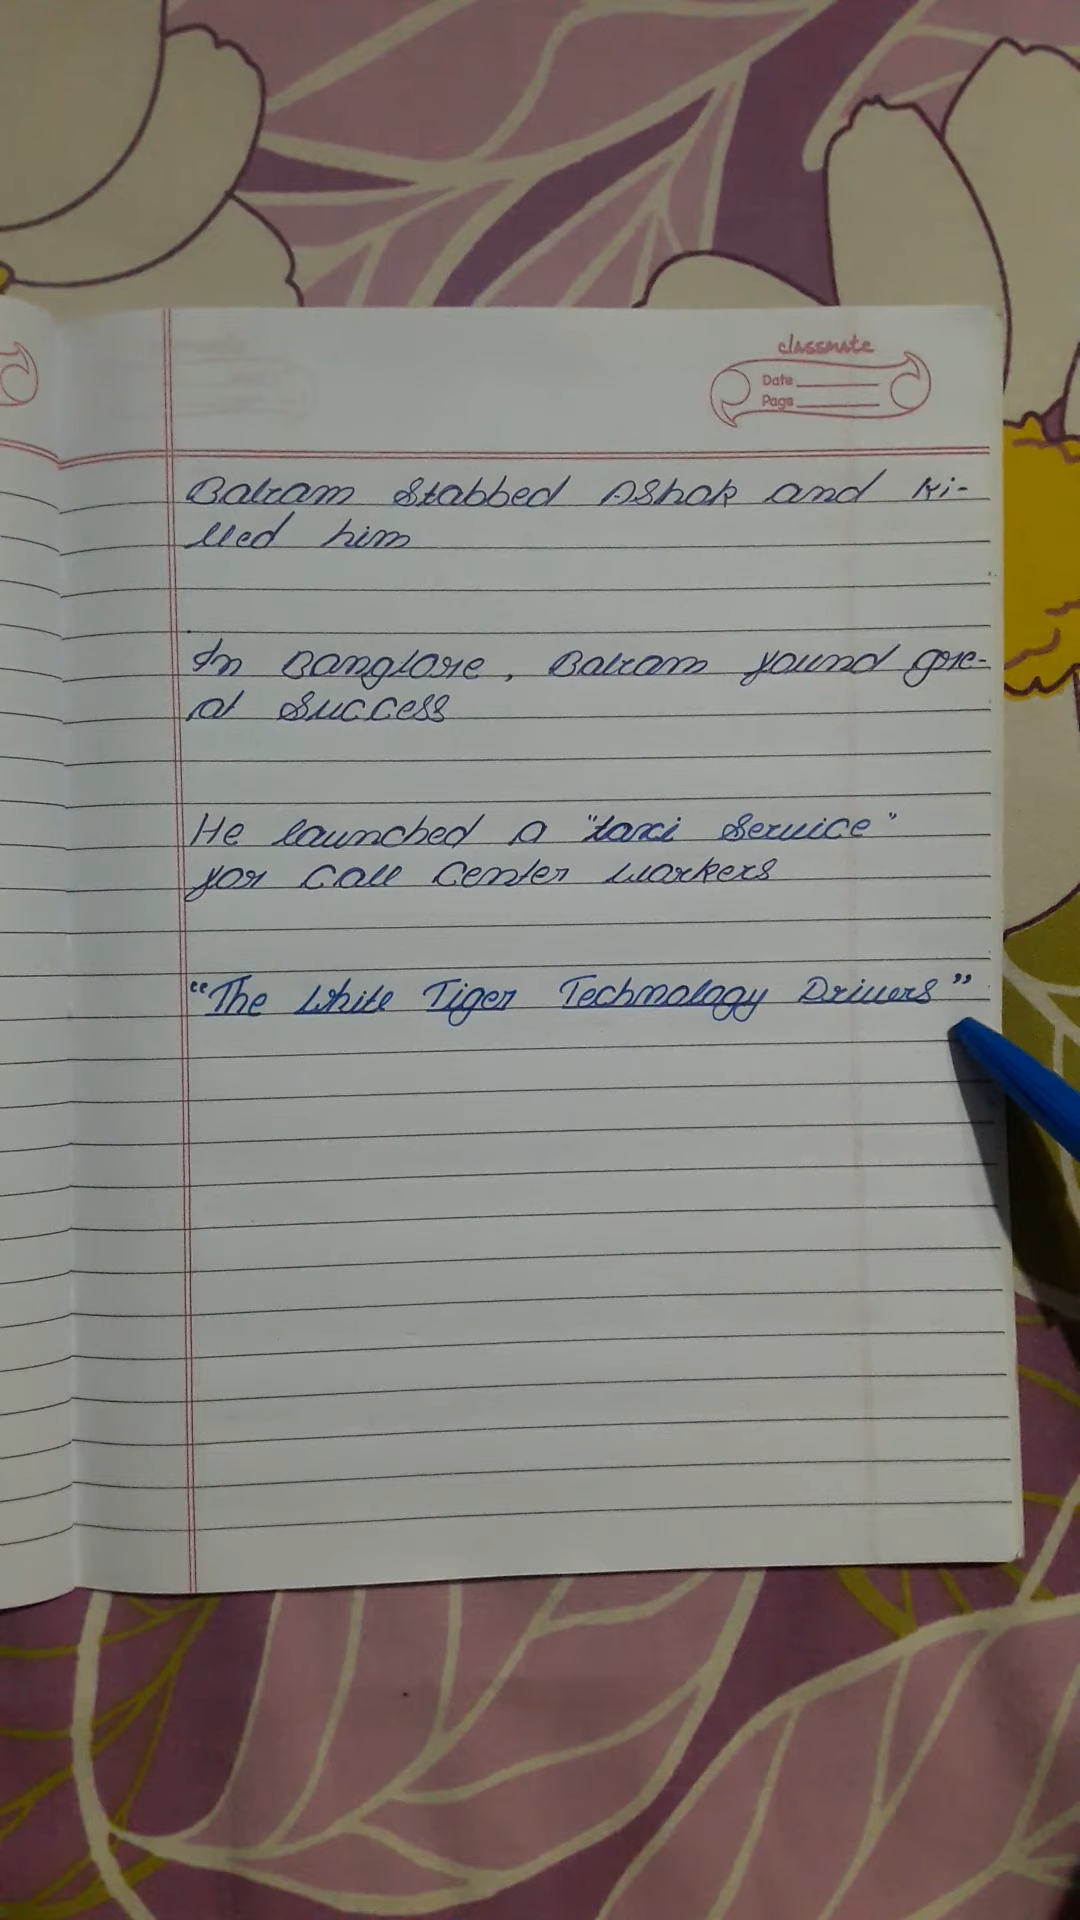 classmate
Date
Page
Balram Stabbed Ashok and ki-
lled him
In Banglore, Balram found gre-
at Success
He launched a "taxi Service"
for Call Center Workers
"The White Tiger Technology Drivers"